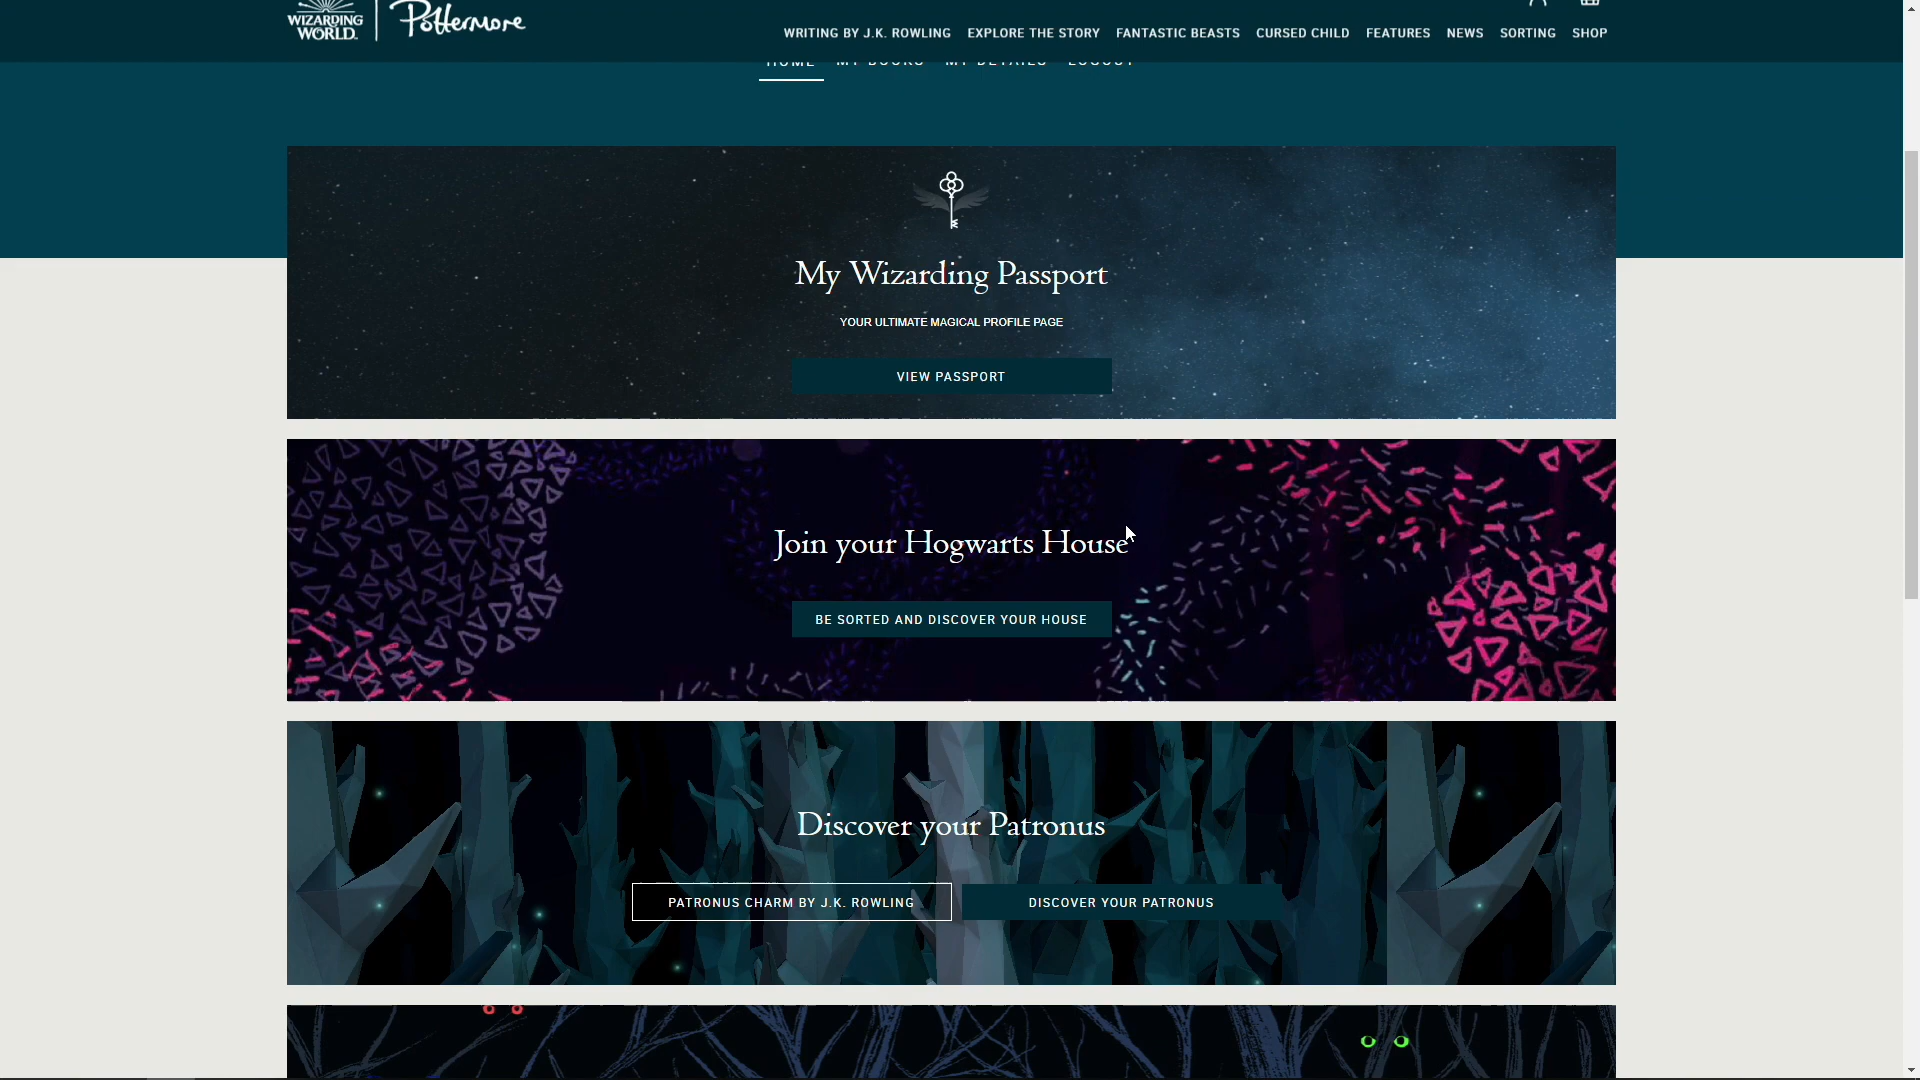 WIZARDING
WORLD.
Pottermore
WRITING BY J.K. ROWLING EXPLORE THE STORY FANTASTIC BEASTS CURSED CHILD FEATURES NEWS SORTING SHOP
HOME MY BOOKS MY DETAILS LOGOUT
My Wizarding Passport
YOUR ULTIMATE MAGICAL PROFILE PAGE
VIEW PASSPORT
Join your Hogwarts House
BE SORTED AND DISCOVER YOUR HOUSE
Discover your Patronus
PATRONUS CHARM BY J.K. ROWLING DISCOVER YOUR PATRONUS